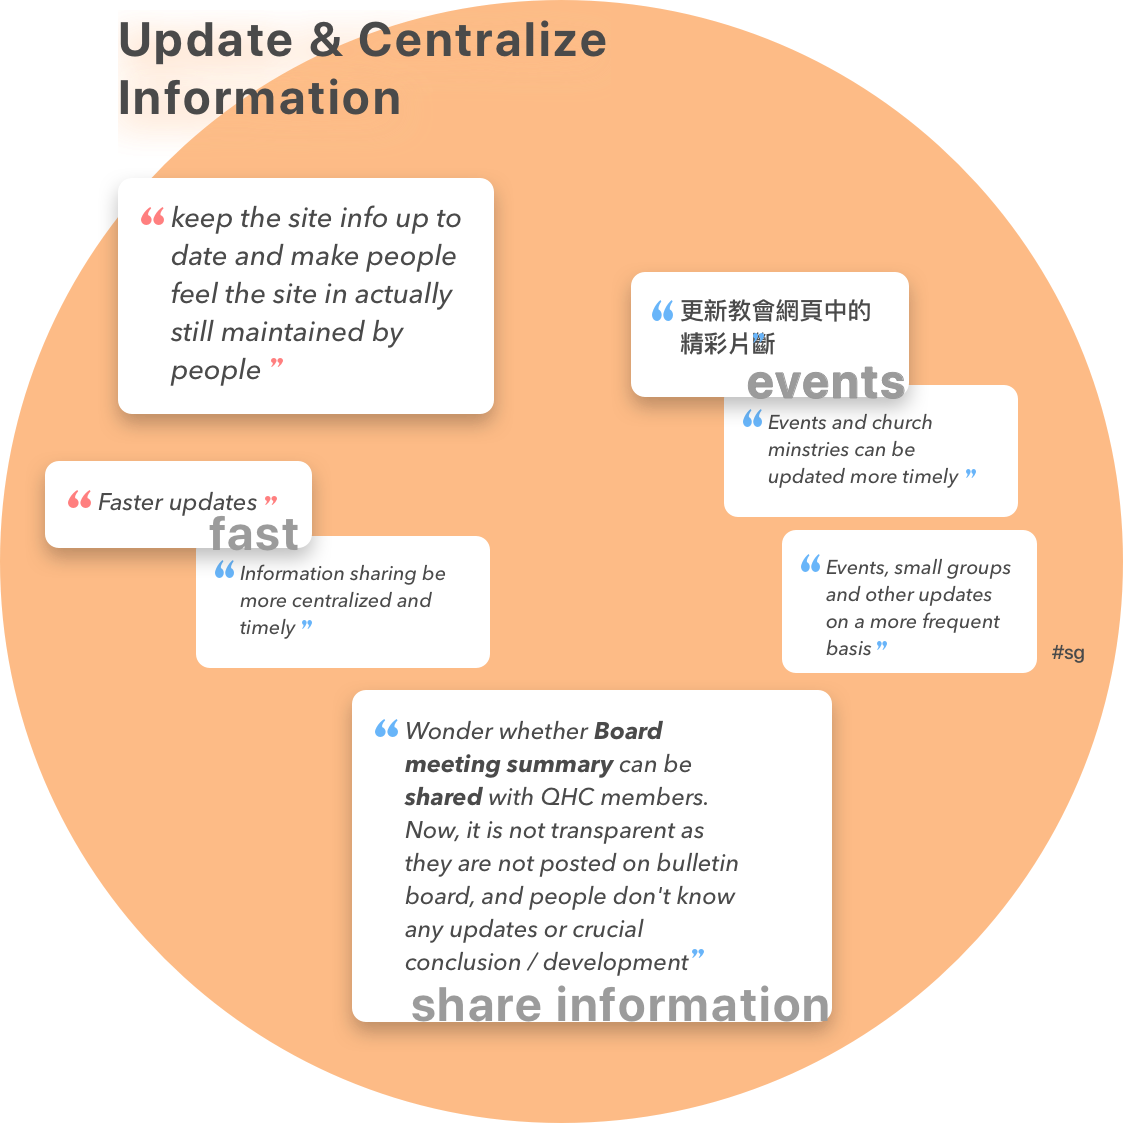 Update & Centralize
Information
“ keep the site info up to
date and make people
feel the site in actually
still maintained by
people ”
“ 更新教會網頁中的
精彩片斷 ”
events
“ Events and church
minstries can be
updated more timely ”
“ Faster updates ”
fast
“ Information sharing be
more centralized and
timely ”
“ Events, small groups
and other updates
on a more frequent
basis ”
#sg
“ Wonder whether Board
meeting summary can be
shared with QHC members.
Now, it is not transparent as
they are not posted on bulletin
board, and people don't know
any updates or crucial
conclusion / development ”
share information